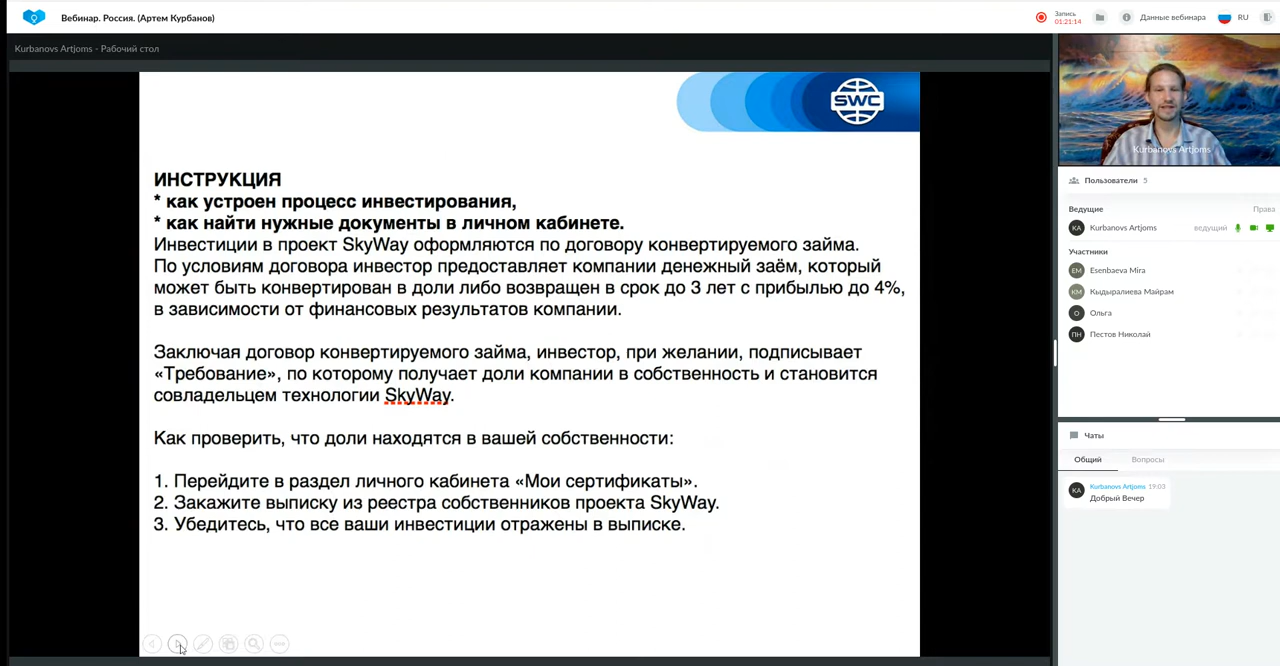 Вебинар. Россия. (Артем Курбанов)
Запись
01:21:14
Данные вебинара
RU
Kurbanovs Artjoms - Рабочий стол
SWC
ИНСТРУКЦИЯ
* как устроен процесс инвестирования,
* как найти нужные документы в личном кабинете.
Инвестиции в проект SkyWay оформляются по договору конвертируемого займа.
По условиям договора инвестор предоставляет компании денежный заём, который
может быть конвертирован в доли либо возвращен в срок до 3 лет с прибылью до 4%,
в зависимости от финансовых результатов компании.
Заключая договор конвертируемого займа, инвестор, при желании, подписывает
«Требование», по которому получает доли компании в собственность и становится
совладельцем технологии SkyWay.
Как проверить, что доли находятся в вашей собственности:
1. Перейдите в раздел личного кабинета «Мои сертификаты».
2. Закажите выписку из реестра собственников проекта SkyWay.
3. Убедитесь, что все ваши инвестиции отражены в выписке.
Kurbanovs Artjoms
Пользователи 5
Ведущие Права
KA Kurbanovs Artjoms ведущий
Участники
EM Esenbaeva Mira
КМ Кыдыралиева Майрам
О Ольга
ПН Пестов Николай
Чаты
Общий Вопросы
KA Kurbanovs Artjoms 19:03
Добрый Вечер